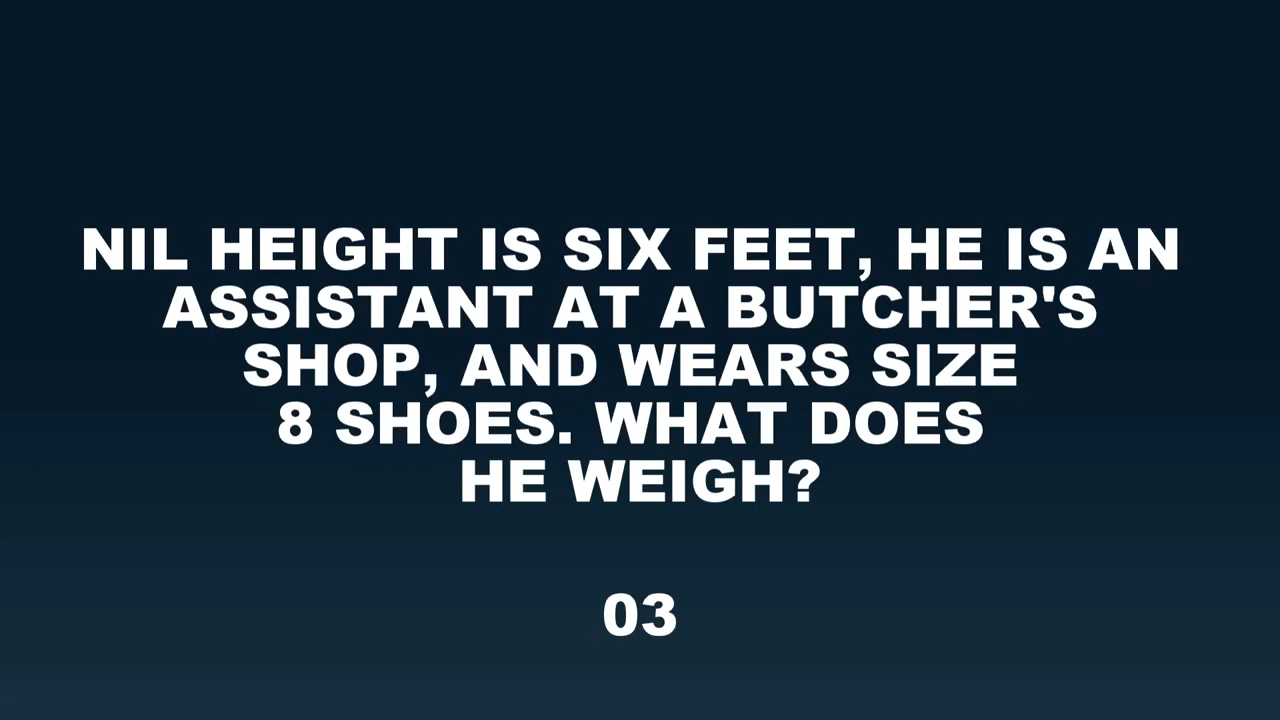 NIL HEIGHT IS SIX FEET, HE IS AN
ASSISTANT AT A BUTCHER'S
SHOP, AND WEARS SIZE
8 SHOES. WHAT DOES
HE WEIGH?
03